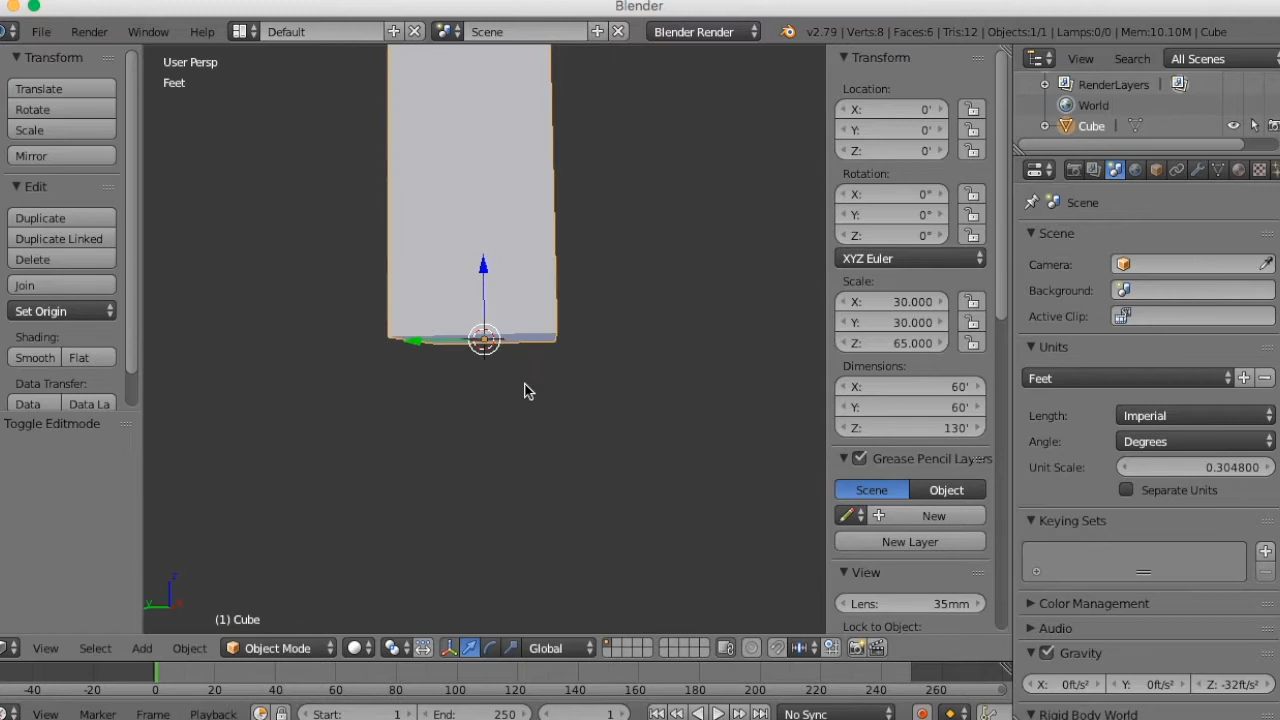 Blender
File Render Window Help Default Scene Blender Render v2.79 | Verts:8 | Faces:6 | Tris:12 | Objects:1/1 | Lamps:0/0 | Mem:10.10M | Cube
Transform
Translate
Rotate
Scale
Mirror
Edit
Duplicate
Duplicate Linked
Delete
Join
Set Origin
Shading:
Smooth Flat
Data Transfer:
Data Data La
Toggle Editmode
User Persp
Feet
z
y x
(1) Cube
Transform
Location:
X: 0'
Y: 0'
Z: 0'
Rotation:
X: 0°
Y: 0°
Z: 0°
XYZ Euler
Scale:
X: 30.000
Y: 30.000
Z: 65.000
Dimensions:
X: 60'
Y: 60'
Z: 130'
Grease Pencil Layers
Scene Object
New
New Layer
View
Lens: 35mm
Lock to Object:
View Search All Scenes
RenderLayers
World
Cube
Scene
Scene
Camera:
Background:
Active Clip:
Units
Feet
Length: Imperial
Angle: Degrees
Unit Scale: 0.304800
Separate Units
Keying Sets
Color Management
Audio
Gravity
X: 0ft/s² Y: 0ft/s² Z: -32ft/s²
Rigid Body World
View Select Add Object Object Mode Global
-40 -20 0 20 40 60 80 100 120 140 160 180 200 220 240 260
View Marker Frame Playback Start: 1 End: 250 1 No Sync